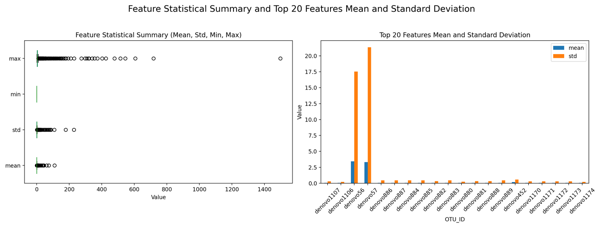 Feature Statistical Summary and Top 20 Features Mean and Standard Deviation
Feature Statistical Summary (Mean, Std, Min, Max)
max
min
std
mean
0
200
400
600
800
1000
1200
1400
Value
Top 20 Features Mean and Standard Deviation
mean
std
20.0
17.5
15.0
12.5
10.0
7.5
5.0
2.5
0.0
Value
denovo1107
denovo1106
denovo56
denovo57
denovo886
denovo887
denovo884
denovo885
denovo882
denovo883
denovo880
denovo881
denovo888
denovo889
denovo452
denovo1170
denovo1171
denovo1172
denovo1173
denovo1174
OTU_ID